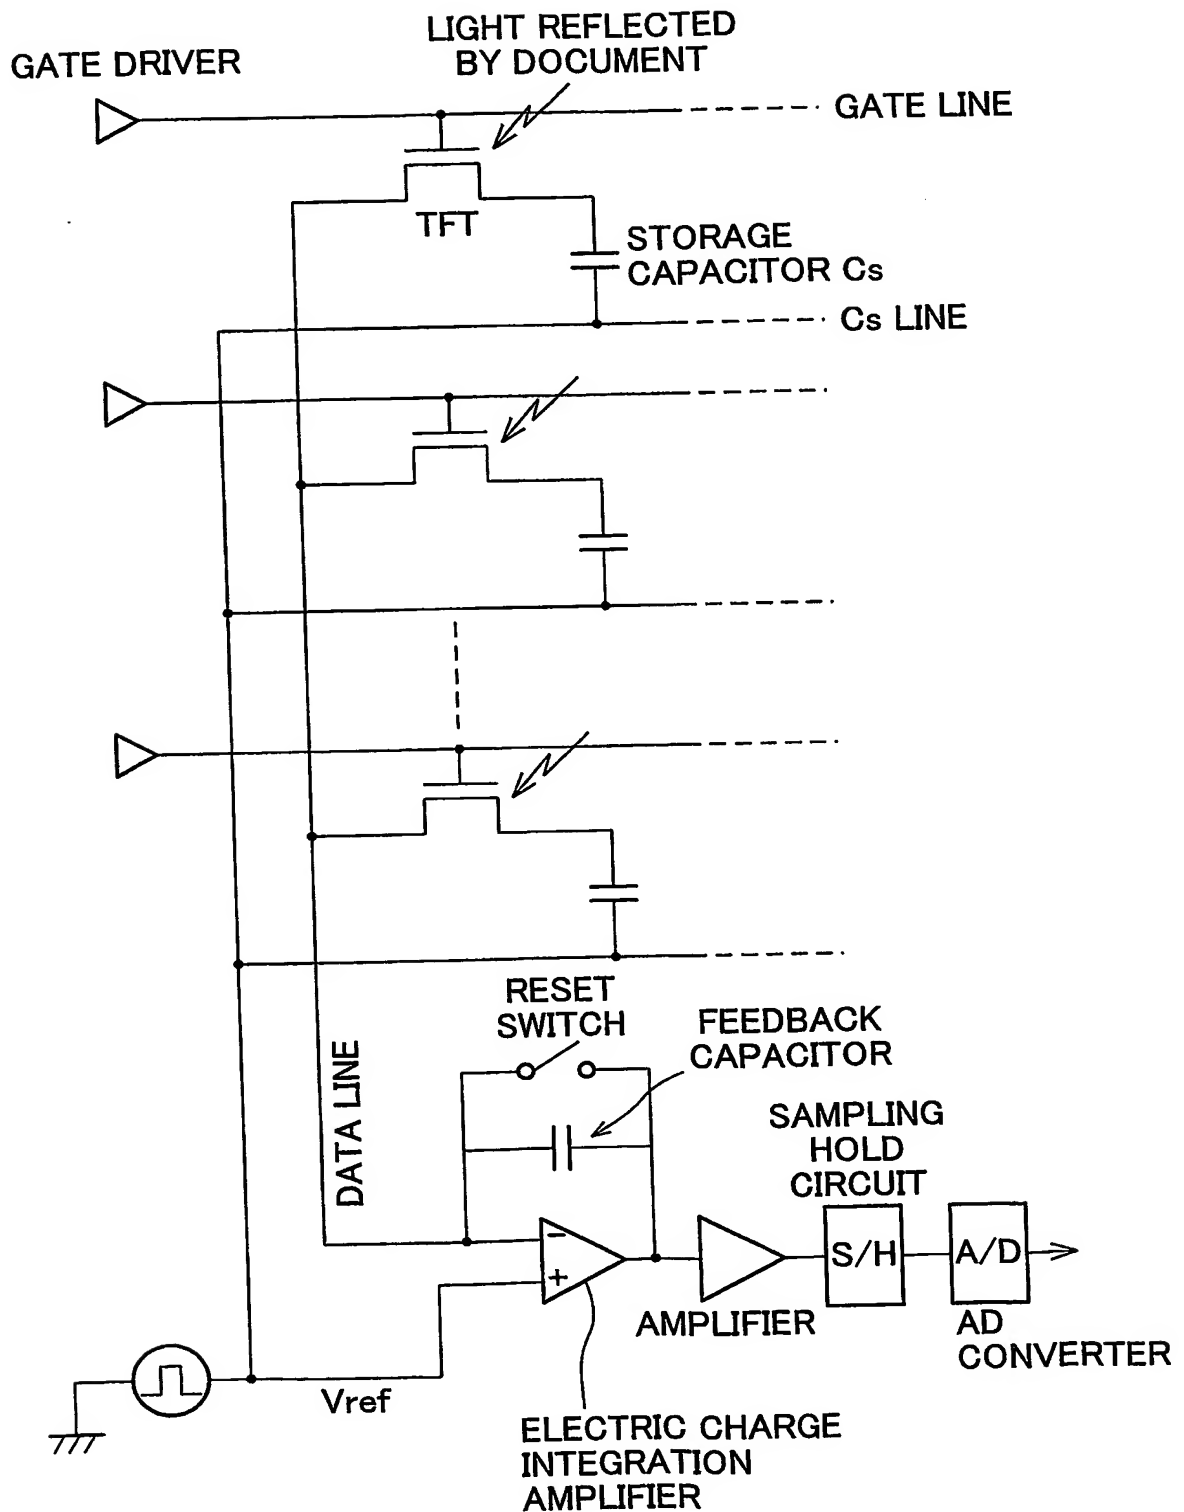 LIGHT REFLECTED
BY DOCUMENT
GATE DRIVER
GATE LINE
TFT
STORAGE
CAPACITOR Cs
Cs LINE
RESET
SWITCH
FEEDBACK
CAPACITOR
DATA LINE
SAMPLING
HOLD
CIRCUIT
−
+
S/H
A/D
AMPLIFIER
AD
CONVERTER
Vref
ELECTRIC CHARGE
INTEGRATION
AMPLIFIER